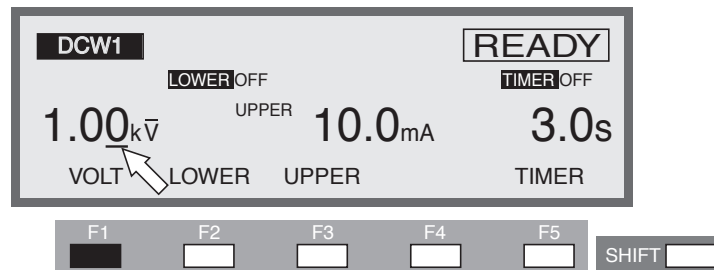 DCW1 READY
LOWER OFF TIMER OFF
1.00kV̅ UPPER 10.0mA 3.0s
VOLT LOWER UPPER TIMER
F1 F2 F3 F4 F5
SHIFT